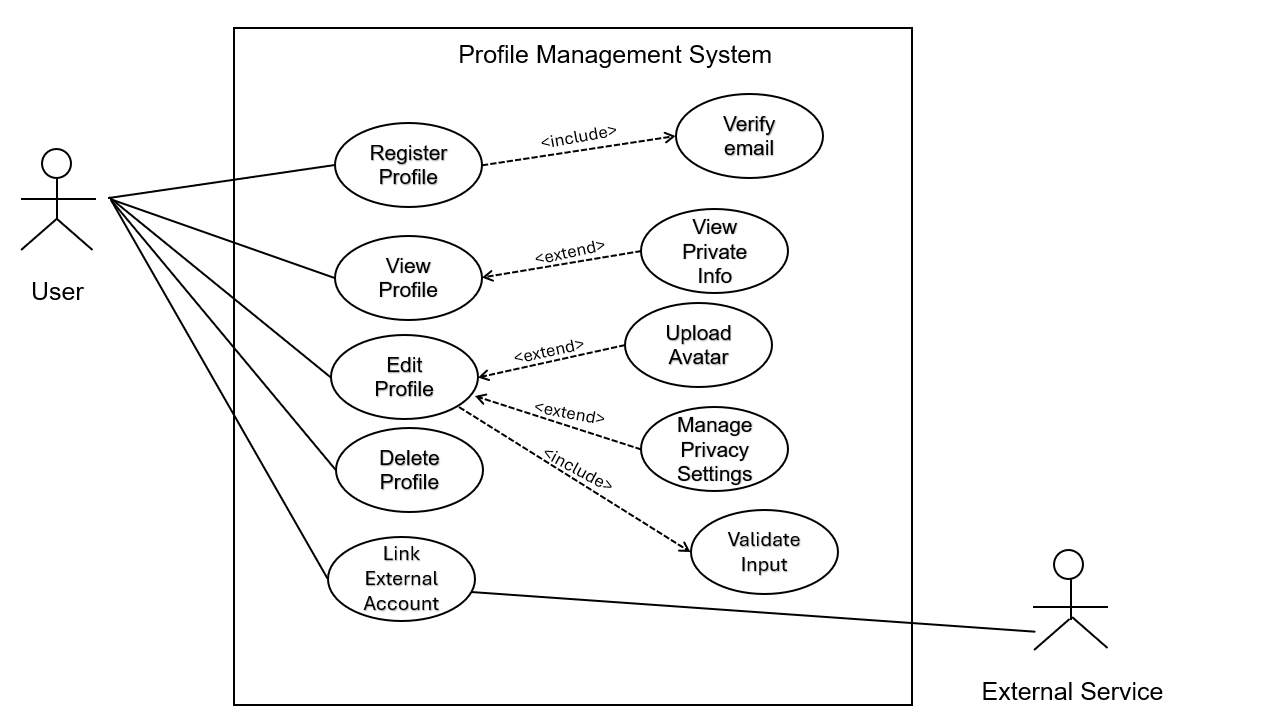 Profile Management System
Register
Profile
<include>
Verify
email
View
Profile
<extend>
View
Private
Info
User
Edit
Profile
<extend>
Upload
Avatar
<extend>
Manage
Privacy
Settings
<include>
Delete
Profile
Validate
Input
Link
External
Account
External Service